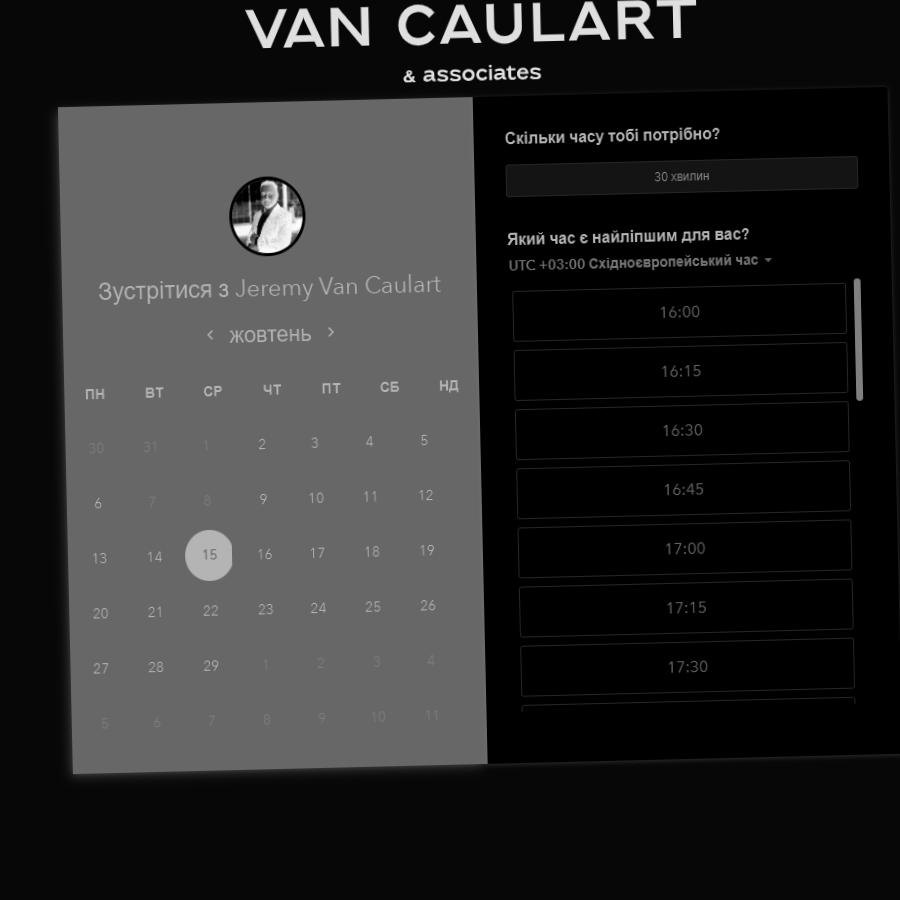 VAN CAULART
& associates
Зустрітися з Jeremy Van Caulart
‹ жовтень ›
ПН ВТ СР ЧТ ПТ СБ НД
30 31 1 2 3 4 5
6 7 8 9 10 11 12
13 14 15 16 17 18 19
20 21 22 23 24 25 26
27 28 29 1 2 3 4
5 6 7 8 9 10 11
Скільки часу тобі потрібно?
30 хвилин
Який час є найліпшим для вас?
UTC +03:00 Східноєвропейський час
16:00
16:15
16:30
16:45
17:00
17:15
17:30